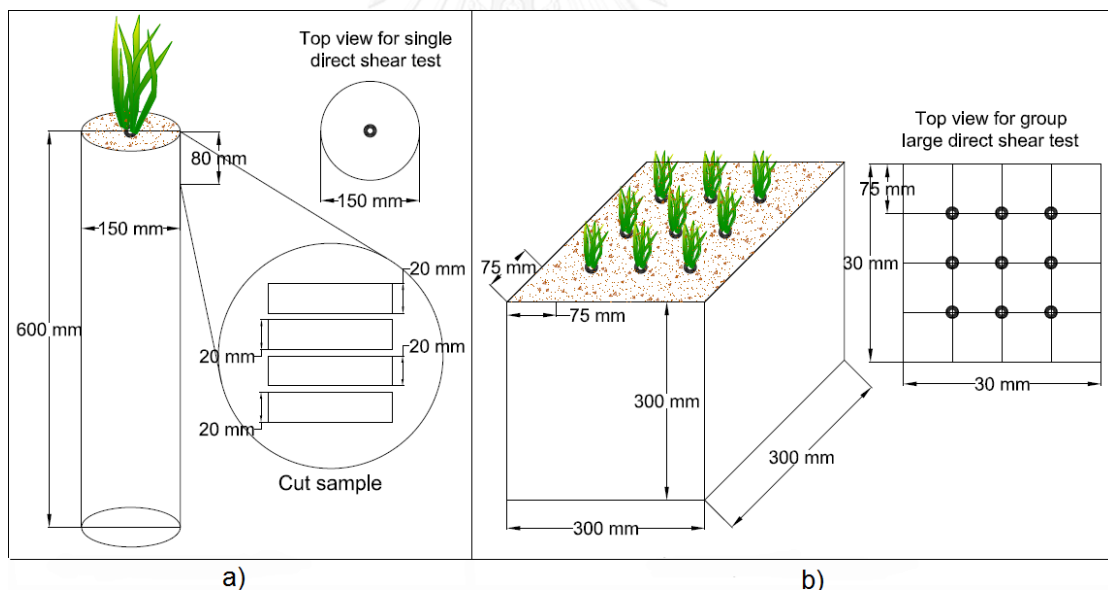 Top view for single
direct shear test
80 mm
150 mm
150 mm
600 mm
20 mm
20 mm
20 mm
20 mm
Cut sample
a)
Top view for group
large direct shear test
75 mm
75 mm
75 mm
30 mm
30 mm
300 mm
300 mm
300 mm
b)